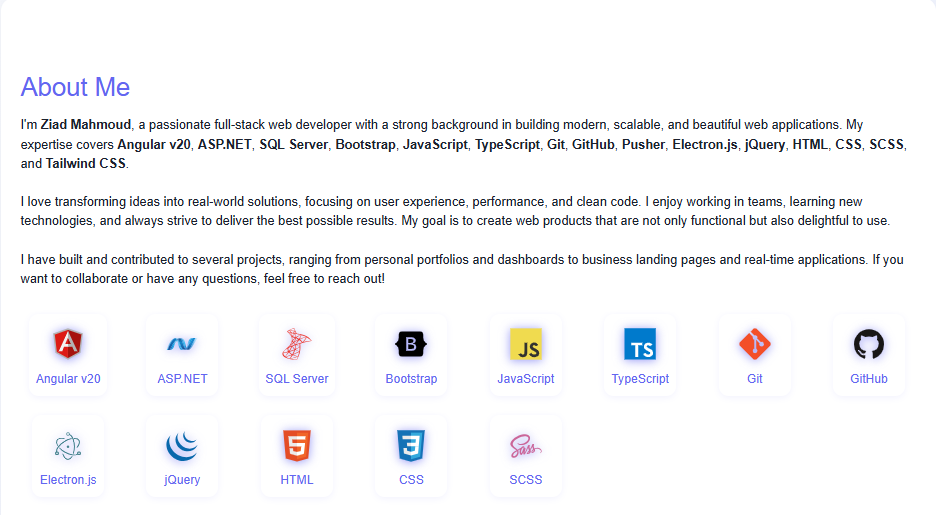 About Me
I'm Ziad Mahmoud, a passionate full-stack web developer with a strong background in building modern, scalable, and beautiful web applications. My
expertise covers Angular v20, ASP.NET, SQL Server, Bootstrap, JavaScript, TypeScript, Git, GitHub, Pusher, Electron.js, jQuery, HTML, CSS, SCSS,
and Tailwind CSS.
I love transforming ideas into real-world solutions, focusing on user experience, performance, and clean code. I enjoy working in teams, learning new
technologies, and always strive to deliver the best possible results. My goal is to create web products that are not only functional but also delightful to use.
I have built and contributed to several projects, ranging from personal portfolios and dashboards to business landing pages and real-time applications. If you
want to collaborate or have any questions, feel free to reach out!
A B JS TS
Angular v20 ASP.NET SQL Server Bootstrap JavaScript TypeScript Git GitHub
5 3 Sass
Electron.js jQuery HTML CSS SCSS